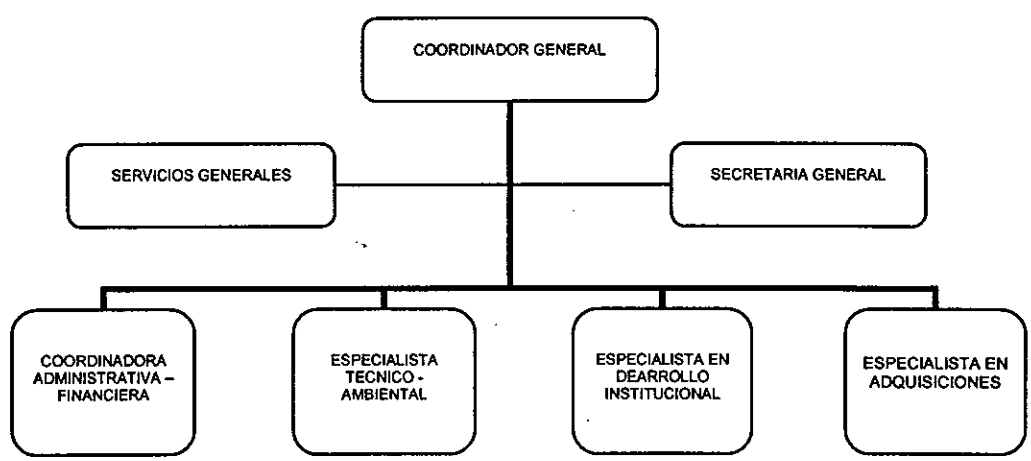 COORDINADOR GENERAL
SERVICIOS GENERALES
SECRETARIA GENERAL
COORDINADORA
ADMINISTRATIVA –
FINANCIERA
ESPECIALISTA
TECNICO -
AMBIENTAL
ESPECIALISTA EN
DEARROLLO
INSTITUCIONAL
ESPECIALISTA EN
ADQUISICIONES